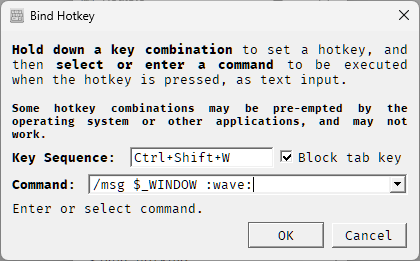 Bind Hotkey
Hold down a key combination to set a hotkey, and
then select or enter a command to be executed
when the hotkey is pressed, as text input.
Some hotkey combinations may be pre-empted by the
operating system or other applications, and may not
work.
Key Sequence: Ctrl+Shift+W Block tab key
Command: /msg $_WINDOW :wave:
Enter or select command.
OK Cancel